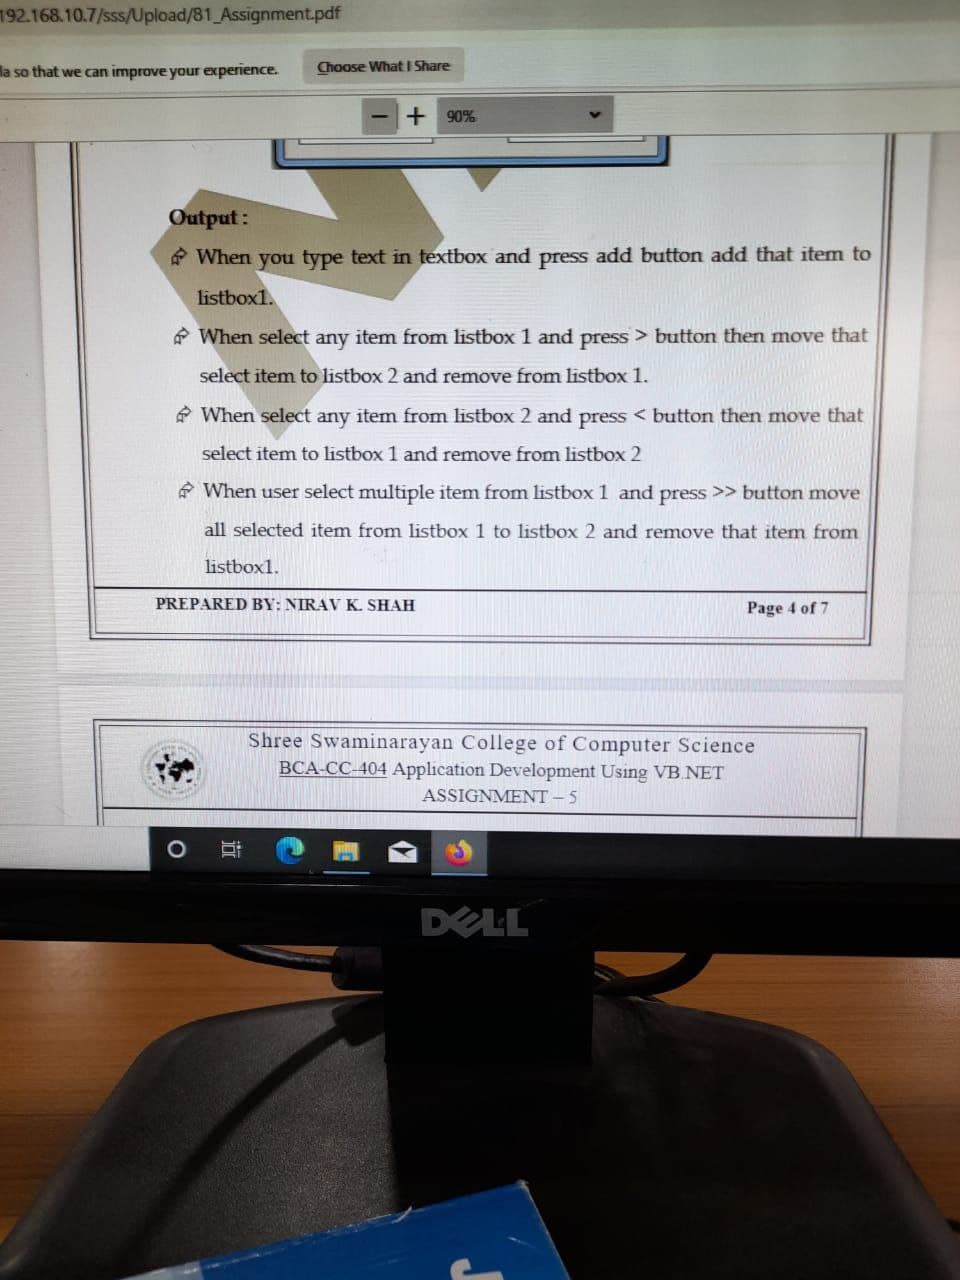 192.168.10.7/sss/Upload/81_Assignment.pdf
la so that we can improve your experience. Choose What I Share
− + 90%
Output :
When you type text in textbox and press add button add that item to
listbox1.
When select any item from listbox 1 and press > button then move that
select item to listbox 2 and remove from listbox 1.
When select any item from listbox 2 and press < button then move that
select item to listbox 1 and remove from listbox 2
When user select multiple item from listbox 1 and press >> button move
all selected item from listbox 1 to listbox 2 and remove that item from
listbox1.
PREPARED BY: NIRAV K. SHAH Page 4 of 7
Shree Swaminarayan College of Computer Science
BCA-CC-404 Application Development Using VB.NET
ASSIGNMENT – 5
DELL